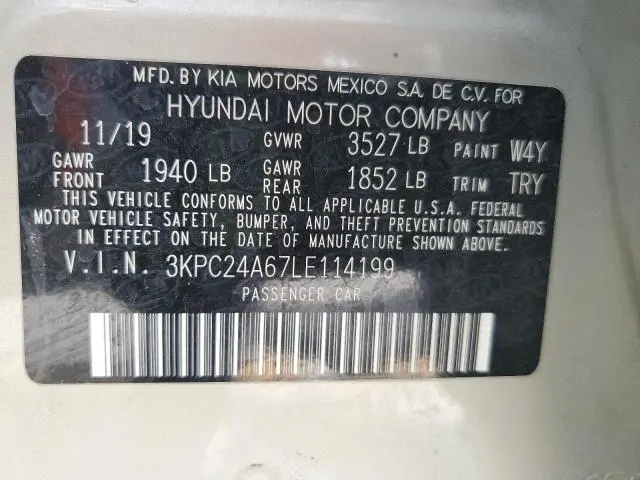 MFD. BY KIA MOTORS MEXICO S.A. DE C.V. FOR
HYUNDAI MOTOR COMPANY
11/19 GVWR 3527 LB PAINT W4Y
GAWR FRONT 1940 LB GAWR REAR 1852 LB TRIM TRY
THIS VEHICLE CONFORMS TO ALL APPLICABLE U.S.A. FEDERAL
MOTOR VEHICLE SAFETY, BUMPER, AND THEFT PREVENTION STANDARDS
IN EFFECT ON THE DATE OF MANUFACTURE SHOWN ABOVE.
V.I.N. 3KPC24A67LE114199
PASSENGER CAR